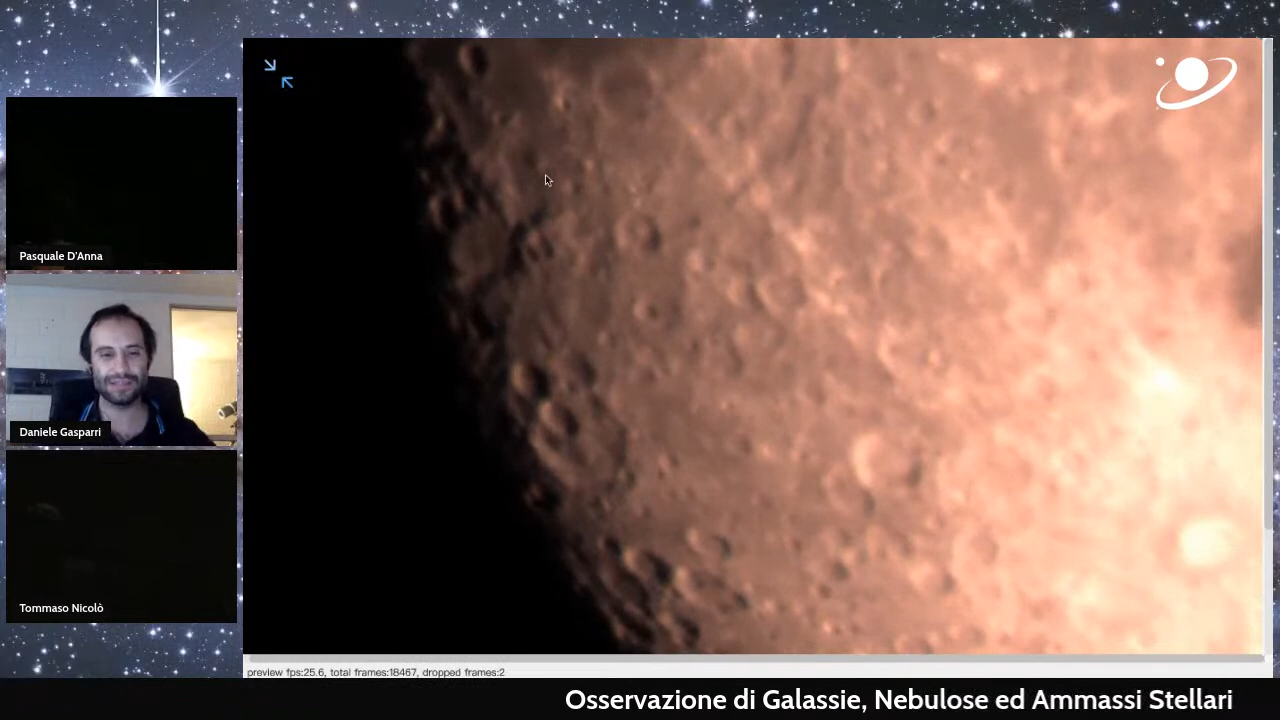 Pasquale D'Anna
Daniele Gasparri
Tommaso Nicolò
preview fps:25.6, total frames:18467, dropped frames:2
Osservazione di Galassie, Nebulose ed Ammassi Stellari